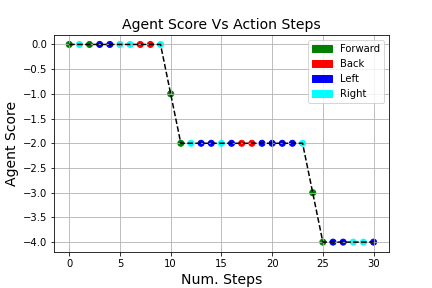 Agent Score Vs Action Steps
Agent Score
0.0
−0.5
−1.0
−1.5
−2.0
−2.5
−3.0
−3.5
−4.0
Forward
Back
Left
Right
0 5 10 15 20 25 30
Num. Steps